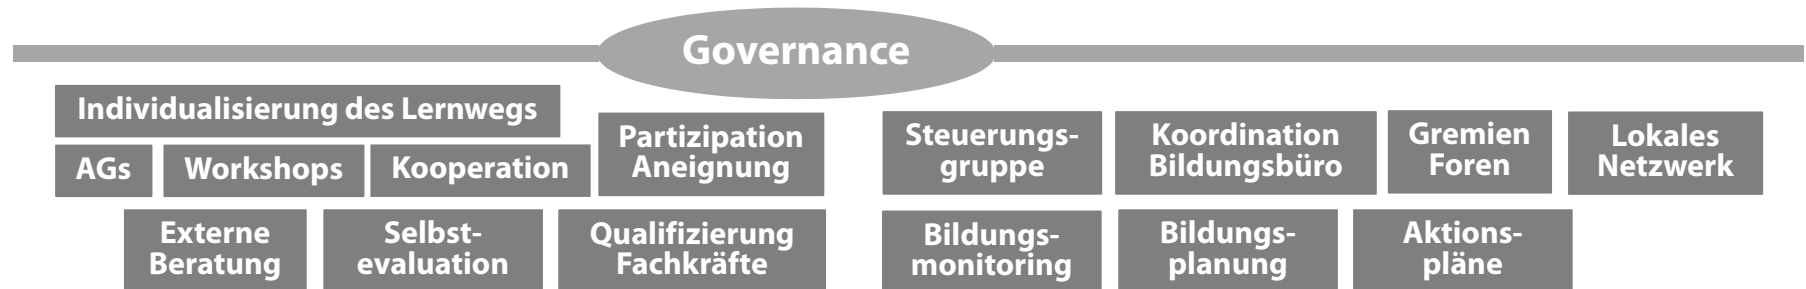 Governance
Individualisierung des Lernwegs
AGs
Workshops
Kooperation
Partizipation
Aneignung
Steuerungs-
gruppe
Koordination
Bildungsbüro
Gremien
Foren
Lokales
Netzwerk
Externe
Beratung
Selbst-
evaluation
Qualifizierung
Fachkräfte
Bildungs-
monitoring
Bildungs-
planung
Aktions-
pläne